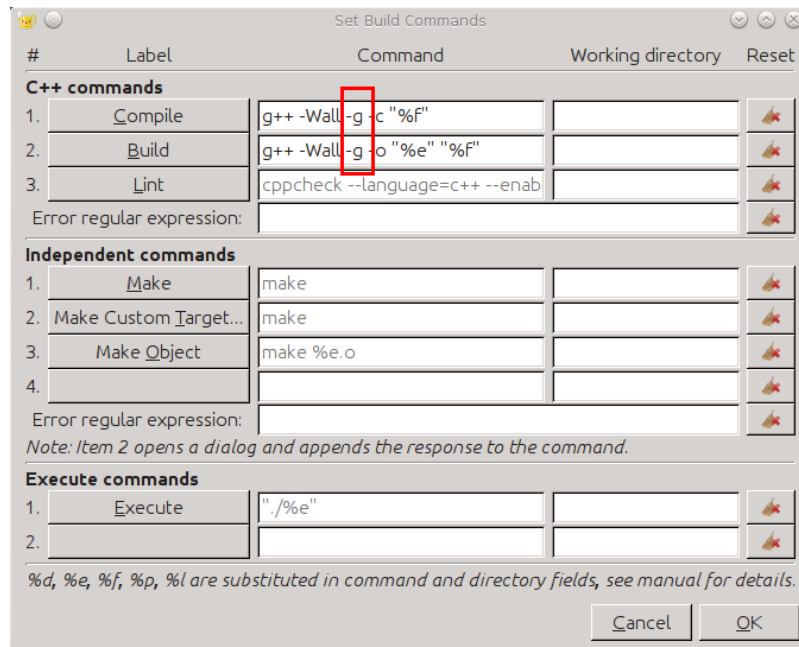 Set Build Commands
# Label Command Working directory Reset
C++ commands
1. Compile g++ -Wall -g -c "%f"
2. Build g++ -Wall -g -o "%e" "%f"
3. Lint cppcheck --language=c++ --enab
Error regular expression:
Independent commands
1. Make make
2. Make Custom Target... make
3. Make Object make %e.o
4.
Error regular expression:
Note: Item 2 opens a dialog and appends the response to the command.
Execute commands
1. Execute "./%e"
2.
%d, %e, %f, %p, %l are substituted in command and directory fields, see manual for details.
Cancel OK